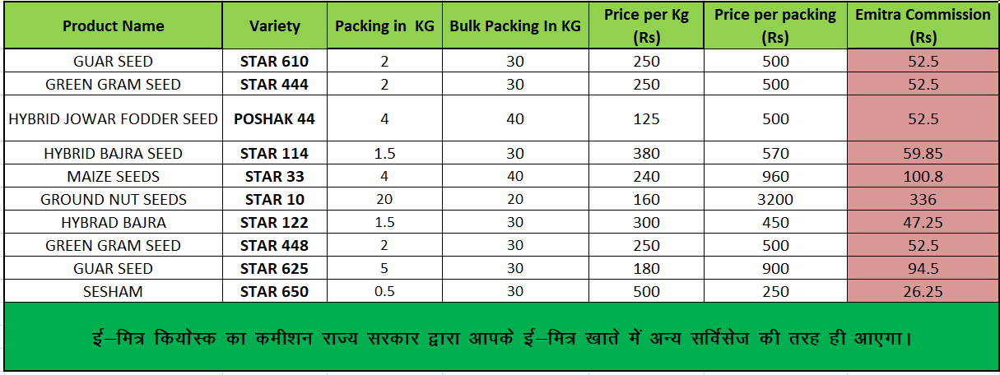 Product Name Variety Packing in KG Bulk Packing In KG Price per Kg (Rs) Price per packing (Rs) Emitra Commission (Rs)
GUAR SEED STAR 610 2 30 250 500 52.5
GREEN GRAM SEED STAR 444 2 30 250 500 52.5
HYBRID JOWAR FODDER SEED POSHAK 44 4 40 125 500 52.5
HYBRID BAJRA SEED STAR 114 1.5 30 380 570 59.85
MAIZE SEEDS STAR 33 4 40 240 960 100.8
GROUND NUT SEEDS STAR 10 20 20 160 3200 336
HYBRAD BAJRA STAR 122 1.5 30 300 450 47.25
GREEN GRAM SEED STAR 448 2 30 250 500 52.5
GUAR SEED STAR 625 5 30 180 900 94.5
SESHAM STAR 650 0.5 30 500 250 26.25
ई–मित्र कियोस्क का कमीशन राज्य सरकार द्वारा आपके ई–मित्र खाते में अन्य सर्विसेज की तरह ही आएगा।